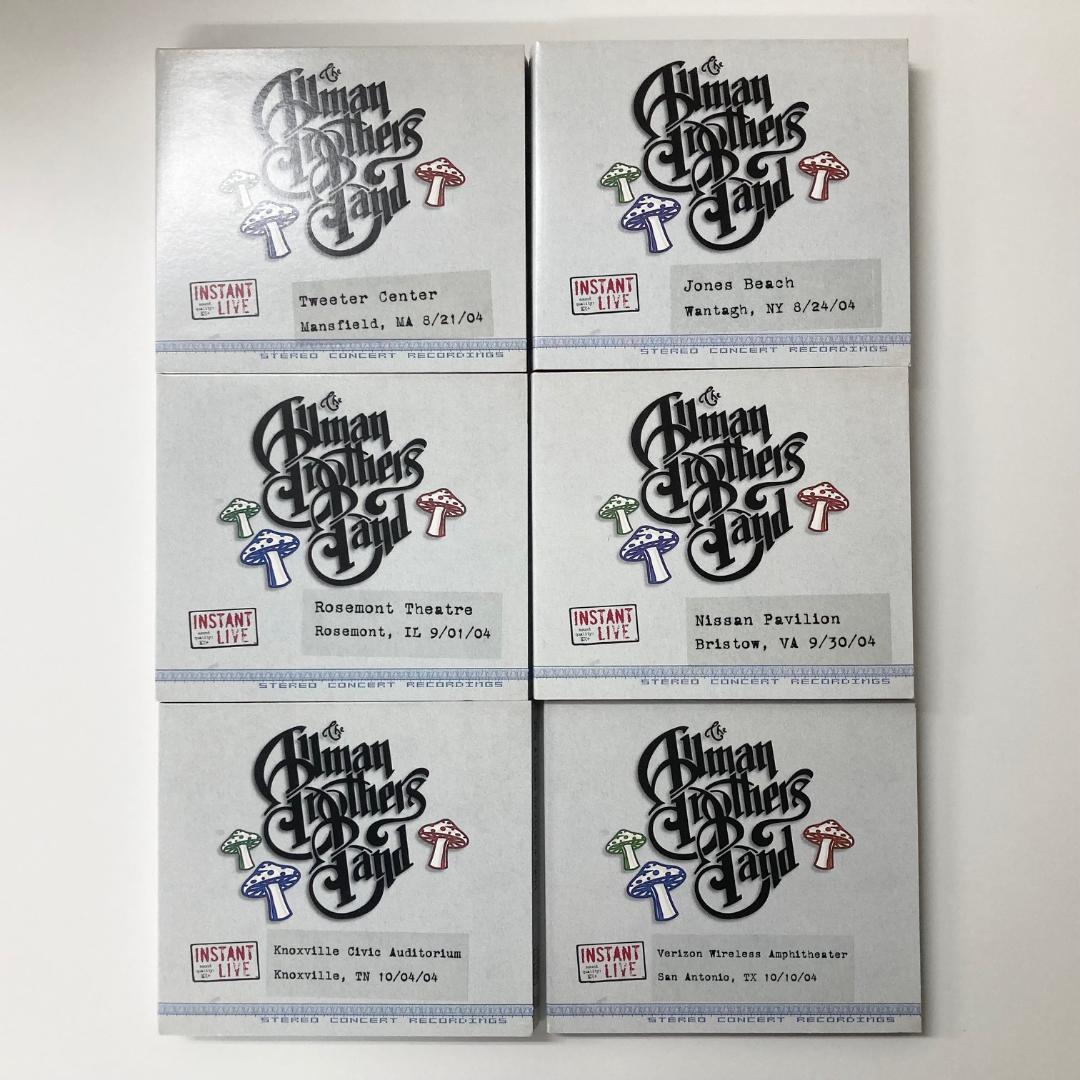 The
Allman
Brothers
Band
INSTANT
LIVE
Tweeter Center
Mansfield, MA 8/21/04
STEREO CONCERT RECORDINGS
The
Allman
Brothers
Band
INSTANT
LIVE
Jones Beach
Wantagh, NY 8/24/04
STEREO CONCERT RECORDINGS
The
Allman
Brothers
Band
INSTANT
LIVE
Rosemont Theatre
Rosemont, IL 9/01/04
STEREO CONCERT RECORDINGS
The
Allman
Brothers
Band
INSTANT
LIVE
Nissan Pavilion
Bristow, VA 9/30/04
STEREO CONCERT RECORDINGS
The
Allman
Brothers
Band
INSTANT
LIVE
Knoxville Civic Auditorium
Knoxville, TN 10/04/04
STEREO CONCERT RECORDINGS
The
Allman
Brothers
Band
INSTANT
LIVE
Verizon Wireless Amphitheater
San Antonio, TX 10/10/04
STEREO CONCERT RECORDINGS